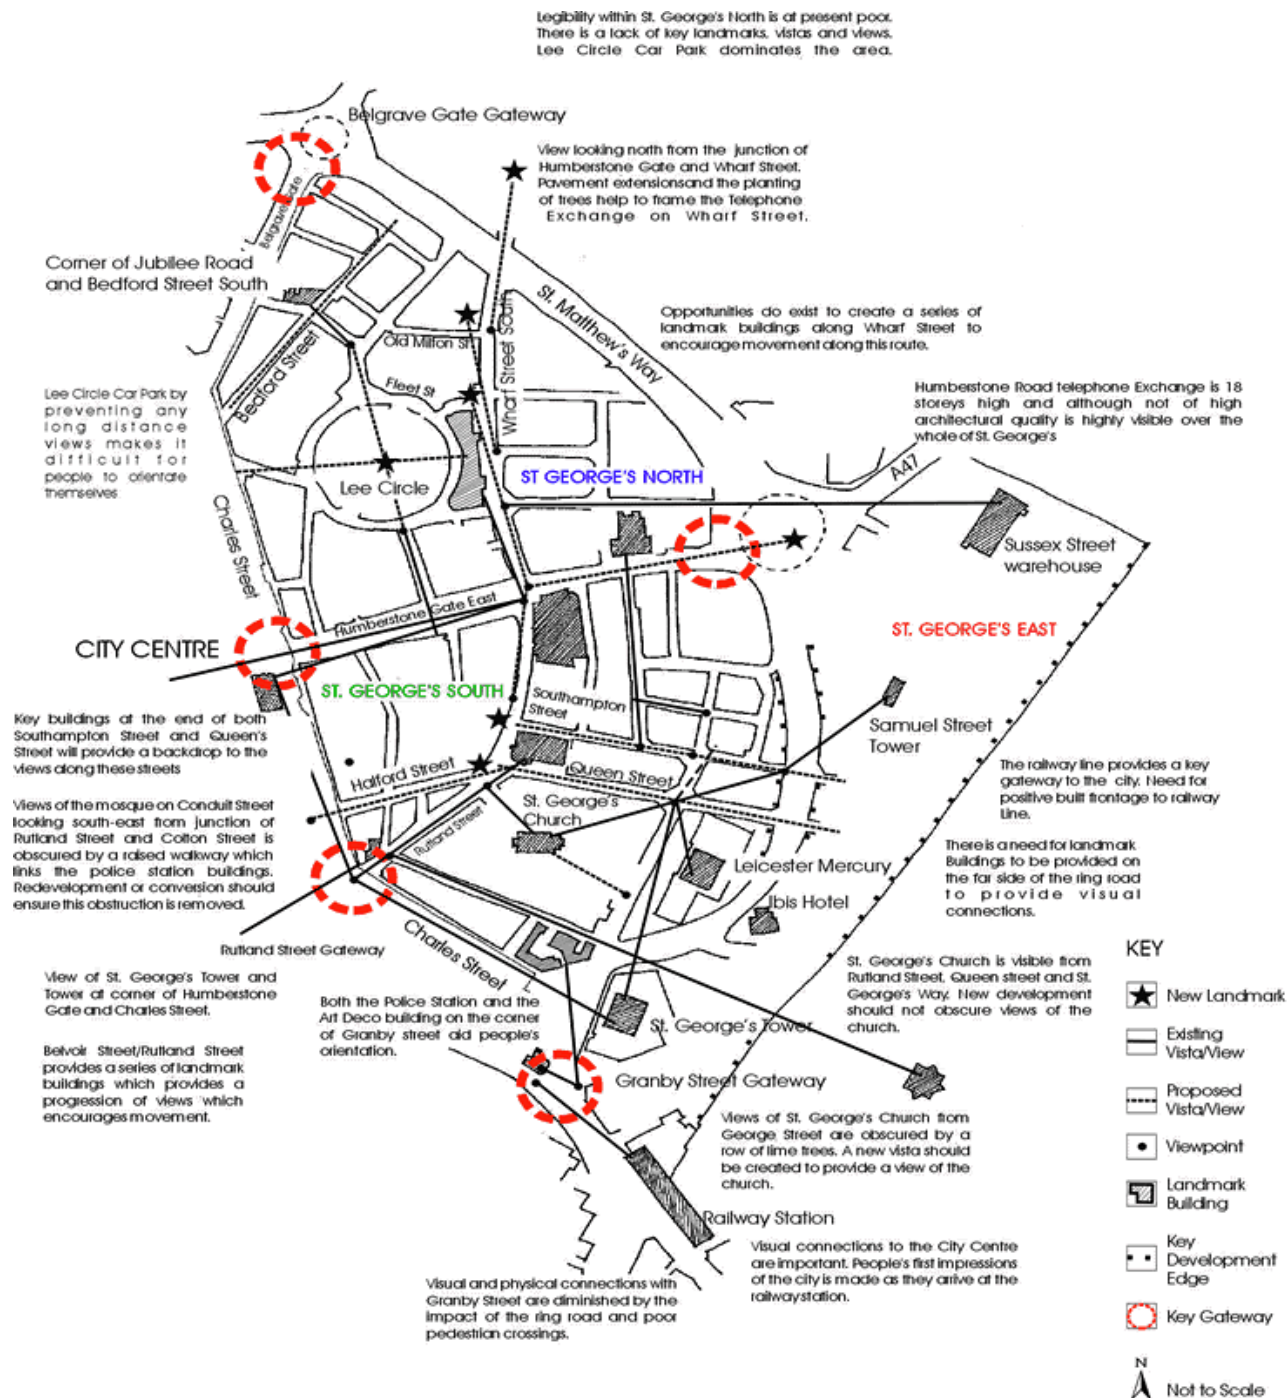 Legibility within St. George's North is at present poor.
There is a lack of key landmarks, vistas and views.
Lee Circle Car Park dominates the area.
Belgrave Gate Gateway
View looking north from the junction of
Humberstone Gate and Wharf Street.
Pavement extensionsand the planting
of trees help to frame the Telephone
Exchange on Wharf Street.
Belgrave Gate
Corner of Jubilee Road
and Bedford Street South
St. Matthew's Way
Opportunities do exist to create a series of
landmark buildings along Wharf Street to
encourage movement along this route.
Old Milton St
Wharf Street South
Bedford Street
Fleet St
Lee Circle Car Park by
preventing any
long distance
views makes it
difficult for
people to orientate
themselves
Humberstone Road telephone Exchange is 18
storeys high and although not of high
architectural quality is highly visible over the
whole of St. George's
A47
ST GEORGE'S NORTH
Lee Circle
Charles Street
Sussex Street
warehouse
Humberstone Gate East
CITY CENTRE
ST. GEORGE'S EAST
ST. GEORGE'S SOUTH
Southampton
Street
Samuel Street
Tower
Key buildings at the end of both
Southampton Street and Queen's
Street will provide a backdrop to the
views along these streets
Halford Street
Queen Street
The railway line provides a key
gateway to the city. Need for
positive built frontage to railway
Line.
Views of the mosque on Conduit Street
looking south-east from junction of
Rutland Street and Colton Street is
obscured by a raised walkway which
links the police station buildings.
Redevelopment or conversion should
ensure this obstruction is removed.
St. George's
Church
Rutland Street
There is a need for landmark
Buildings to be provided on
the far side of the ring road
to provide visual
connections.
Leicester Mercury
Ibis Hotel
Rutland Street Gateway
Charles Street
View of St. George's Tower and
Tower at corner of Humberstone
Gate and Charles Street.
Both the Police Station and the
Art Deco building on the corner
of Granby street aid people's
orientation.
St. George's Church is visible from
Rutland Street, Queen street and St.
George's Way. New development
should not obscure views of the
church.
St. George's Tower
Belvoir Street/Rutland Street
provides a series of landmark
buildings which provides a
progression of views which
encourages movement.
Granby Street Gateway
Views of St. George's Church from
George Street are obscured by a
row of lime trees. A new vista should
be created to provide a view of the
church.
Railway Station
Visual connections to the City Centre
are important. People's first impressions
of the city is made as they arrive at the
railwaystation.
Visual and physical connections with
Granby Street are diminished by the
impact of the ring road and poor
pedestrian crossings.
KEY
New Landmark
Existing
Vista/View
Proposed
Vista/View
Viewpoint
Landmark
Building
Key
Development
Edge
Key Gateway
N
Not to Scale